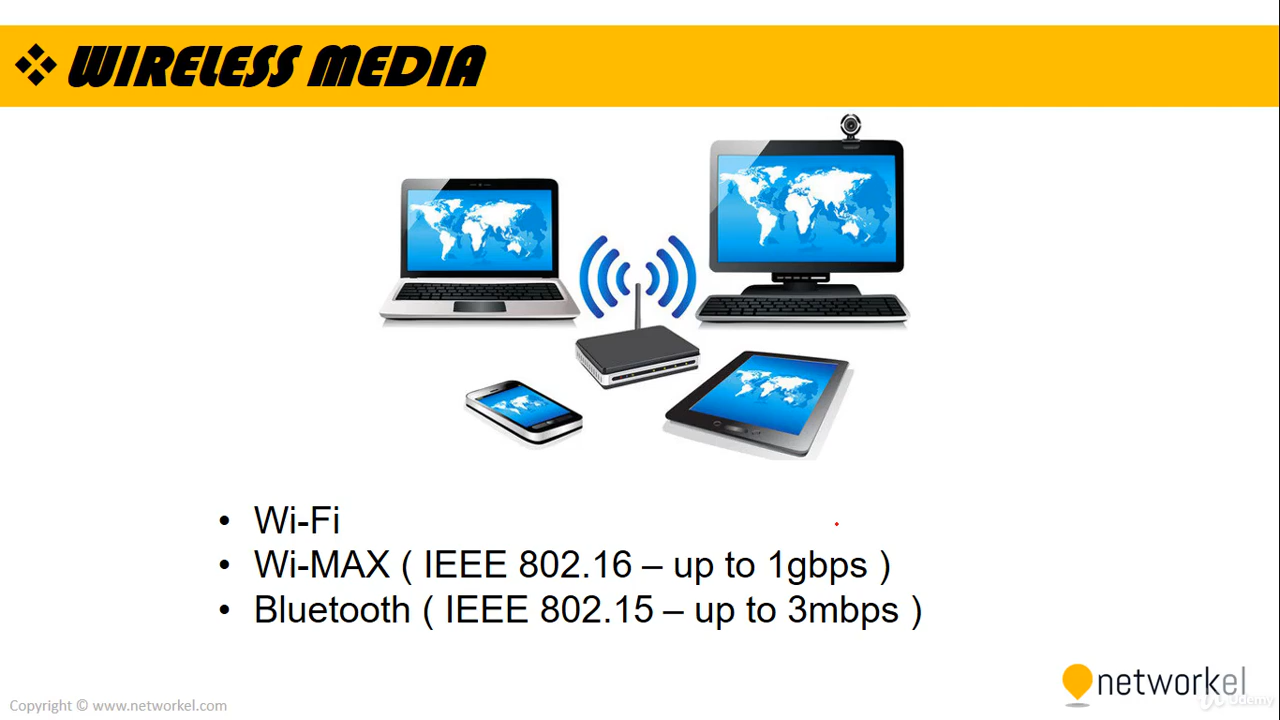 WIRELESS MEDIA
• Wi-Fi
• Wi-MAX ( IEEE 802.16 – up to 1gbps )
• Bluetooth ( IEEE 802.15 – up to 3mbps )
networkel
Udemy
Copyright © www.networkel.com